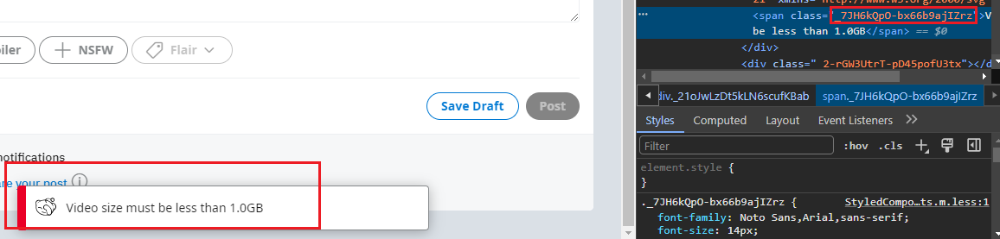 21" xmlns="http://www.w3.org/2000/svg
<span class="_7JH6kQpO-bx66b9ajIZrz">V
be less than 1.0GB</span> == $0
</div>
<div class="_2-rGW3UtrT-pD45pofU3tx"></d
div._21oJwLzDt5kLN6scufKBab span._7JH6kQpO-bx66b9ajIZrz
Styles Computed Layout Event Listeners
Filter :hov .cls
element.style {
}
._7JH6kQpO-bx66b9ajIZrz { StyledCompo…ts.m.less:1
font-family: Noto Sans,Arial,sans-serif;
font-size: 14px;
oiler NSFW Flair
Save Draft Post
notifications
are your post
Video size must be less than 1.0GB